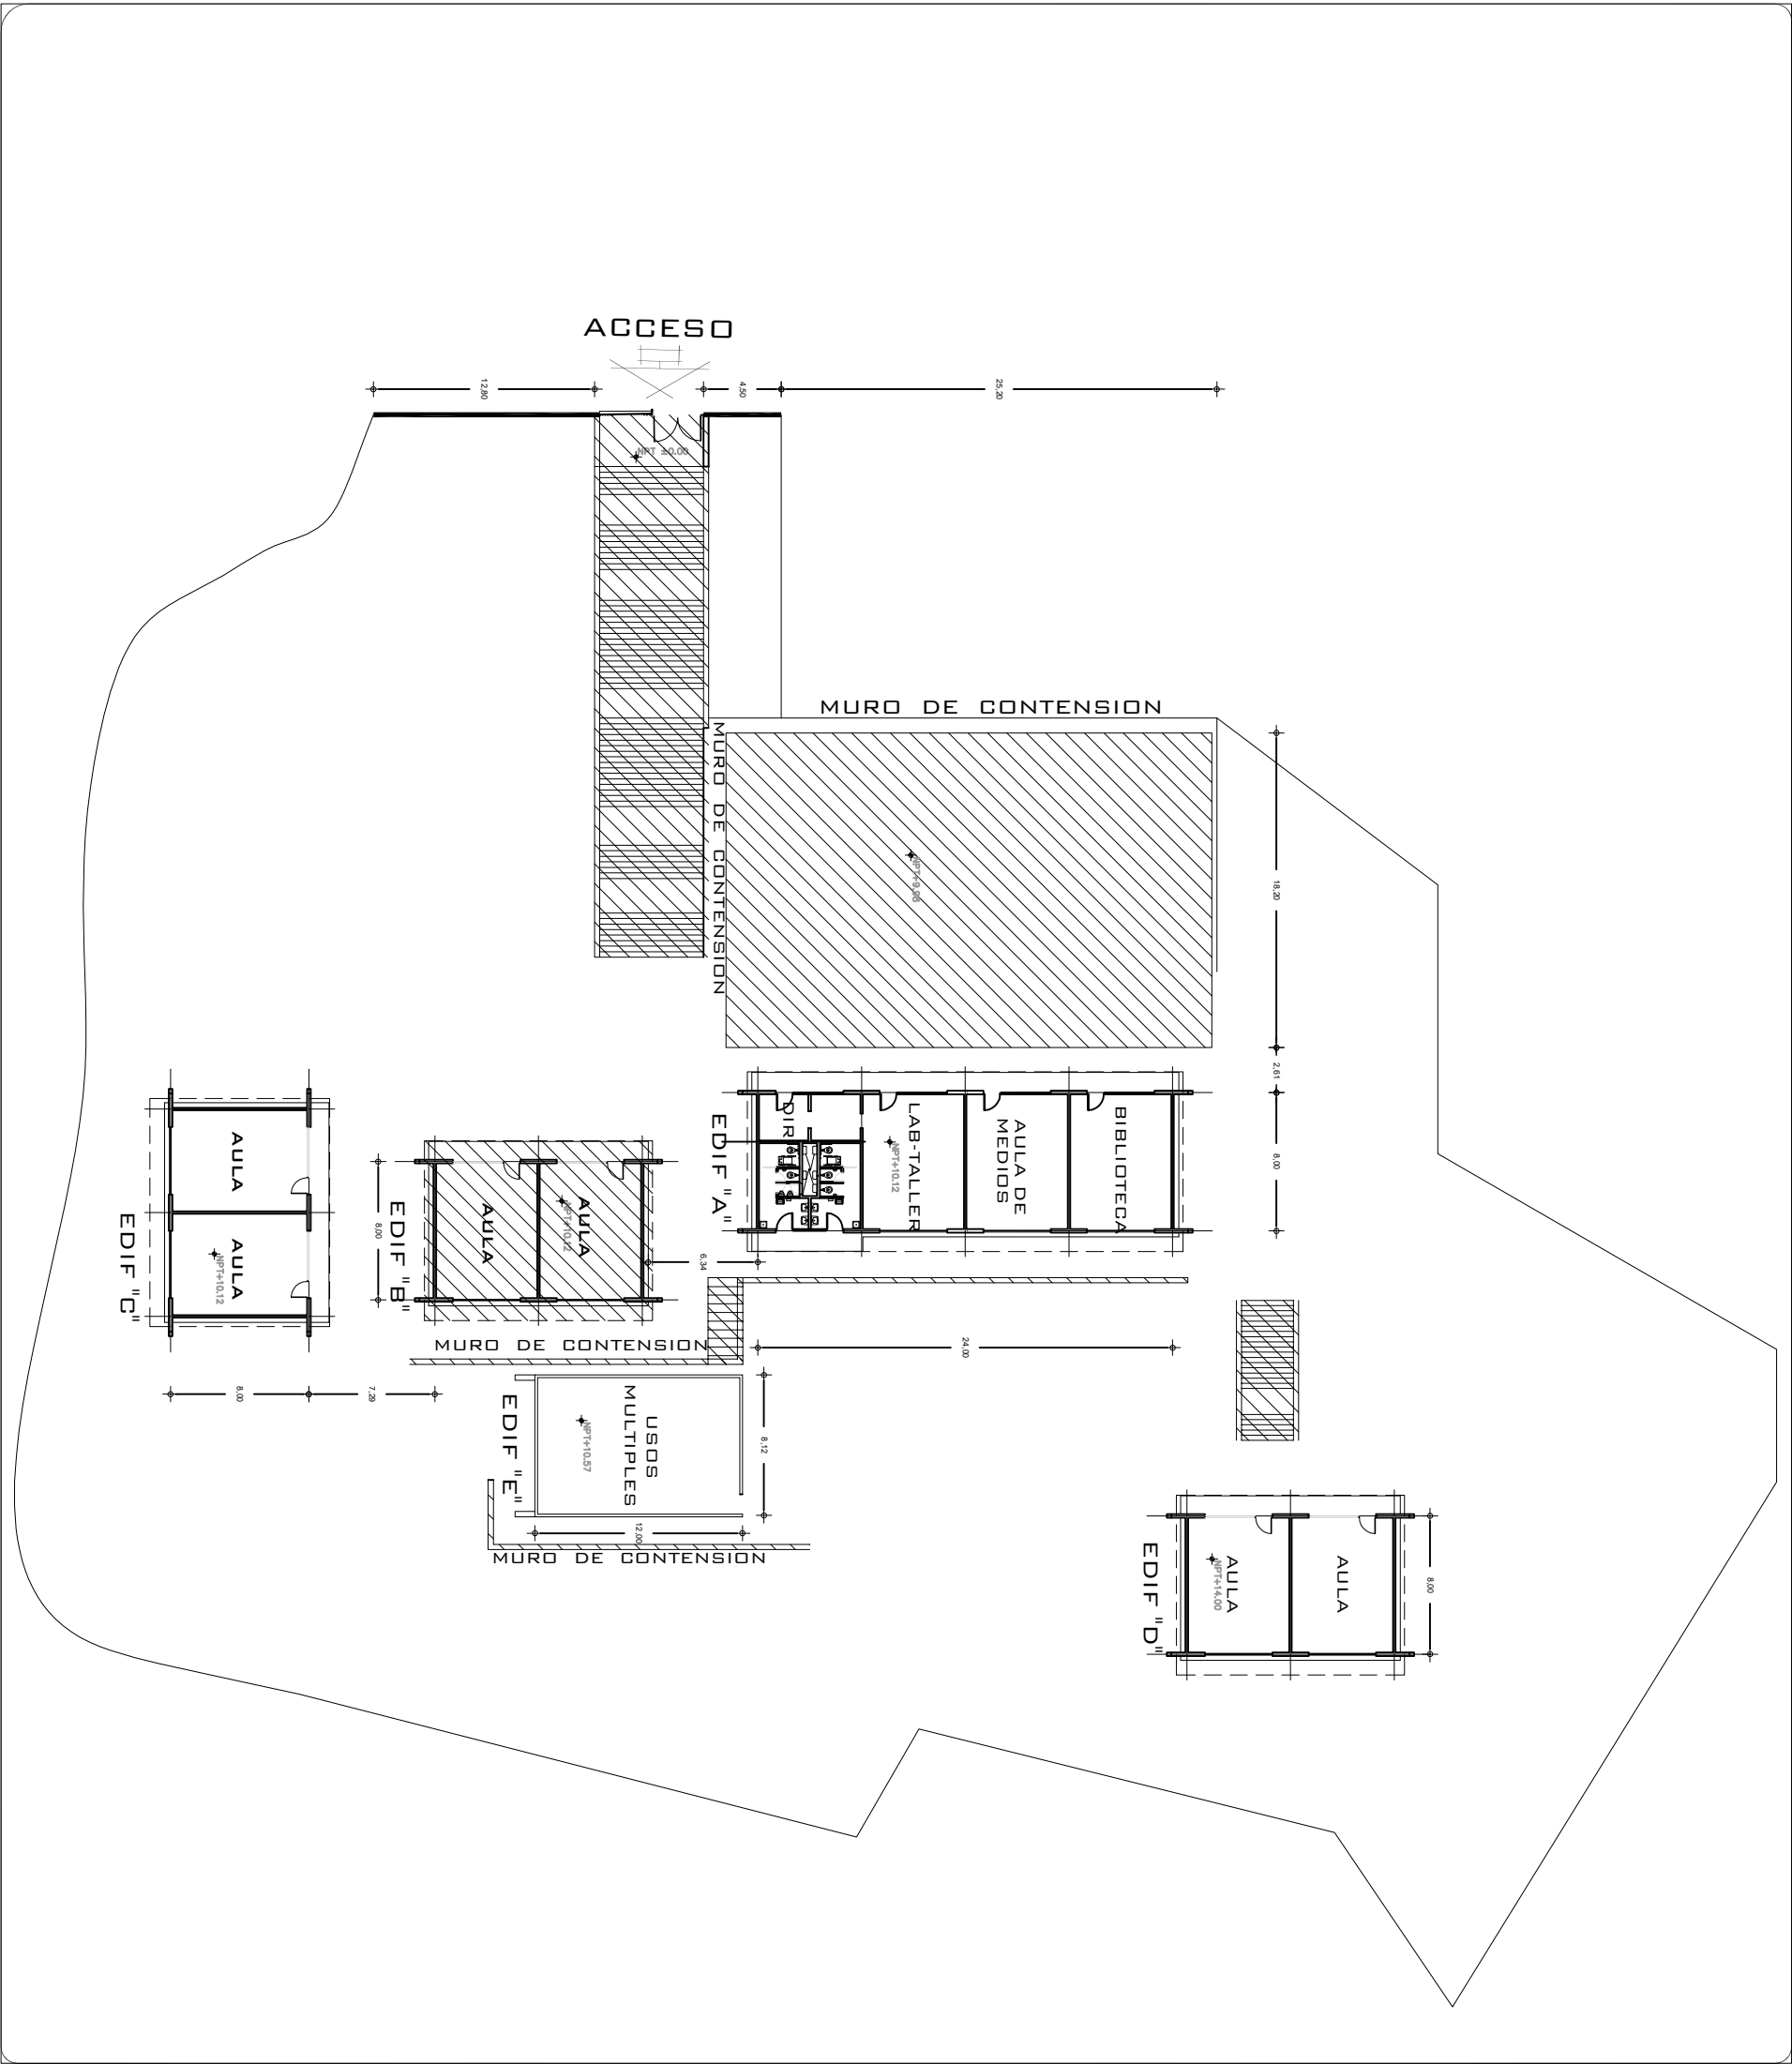 ACCESO
12.80
4.50
25.20
NPT ±0.00
MURO DE CONTENSION
MURO DE CONTENSION
18.20
2.61
8.00
EDIF "A"
DIR
LAB-TALLER
NPT+10.12
AULA DE
MEDIOS
BIBLIOTECA
AULA
AULA
NPT+10.12
EDIF "C"
8.00
EDIF "B"
AULA
AULA
NPT+10.12
6.34
MURO DE CONTENSION
24.00
8.00
7.29
EDIF "E"
USOS
MULTIPLES
NPT+10.57
8.12
12.00
MURO DE CONTENSION
EDIF "D"
AULA
NPT+14.00
AULA
8.00